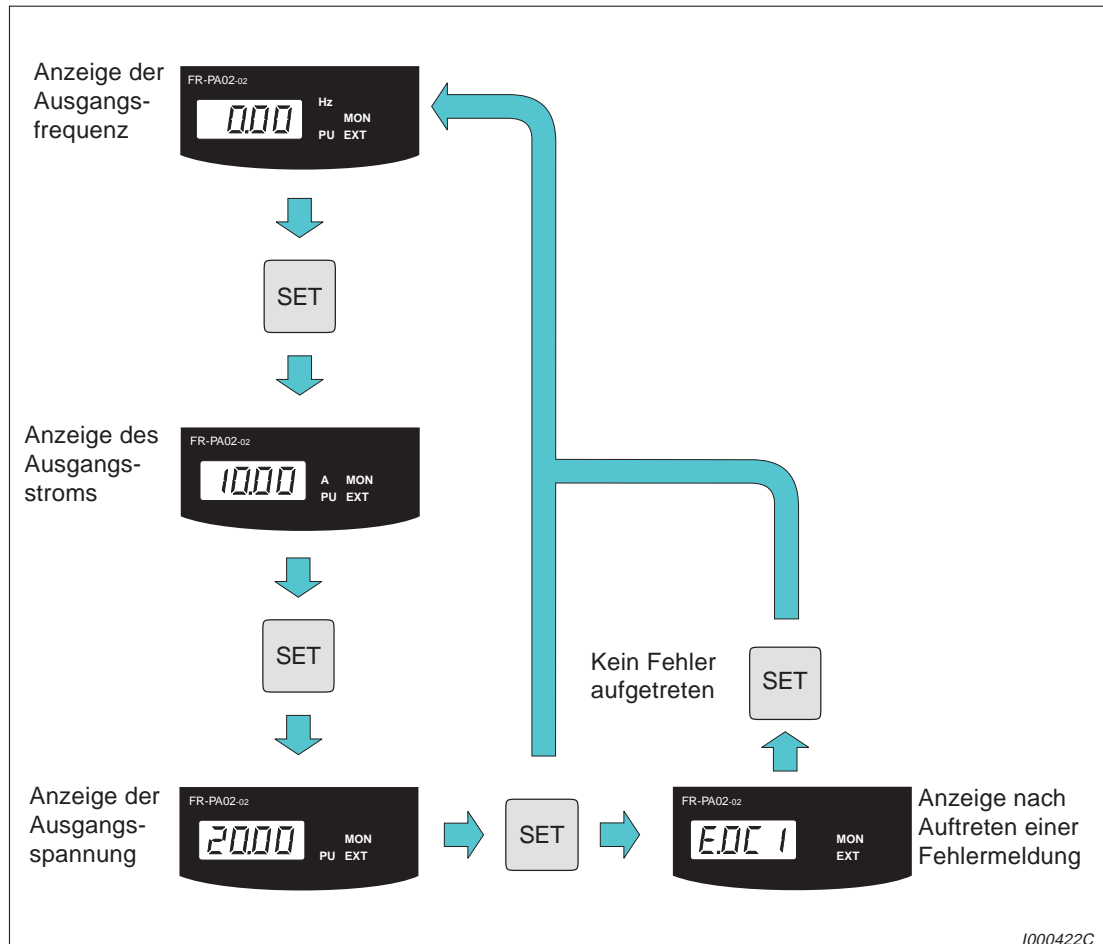 Anzeige der
Ausgangs-
frequenz
FR-PA02-02
0.00
Hz
MON
PU EXT
SET
Anzeige des
Ausgangs-
stroms
FR-PA02-02
10.00
A MON
PU EXT
SET
Anzeige der
Ausgangs-
spannung
FR-PA02-02
20.00
MON
PU EXT
SET
Kein Fehler
aufgetreten
SET
FR-PA02-02
E.OC 1
MON
EXT
Anzeige nach
Auftreten einer
Fehlermeldung
I000422C